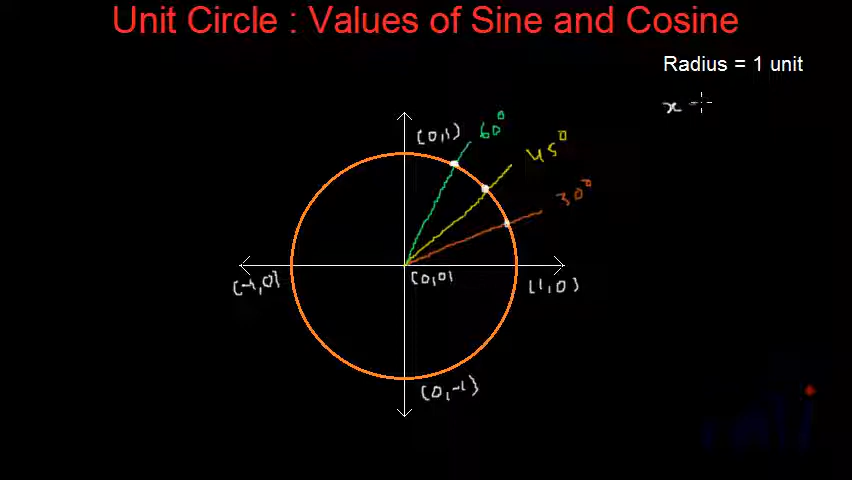 Unit Circle : Values of Sine and Cosine
Radius = 1 unit
x -
(0,1)
60°
45°
30°
(-1,0)
(0,0)
(1,0)
(0,-1)